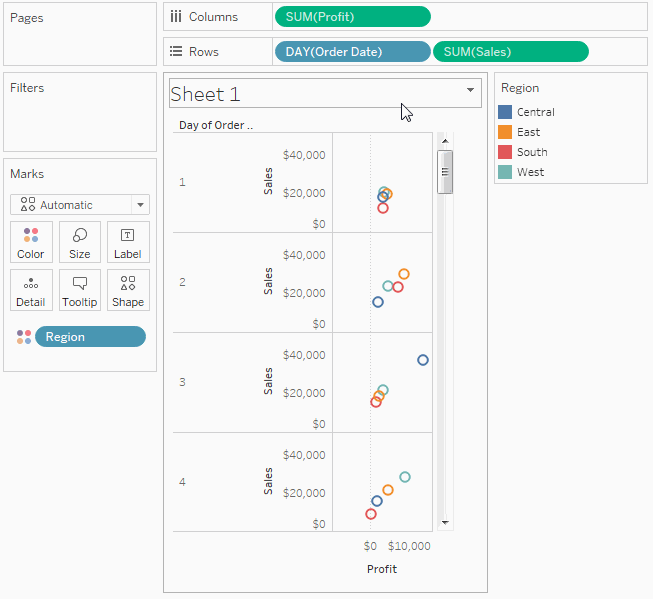 Pages
Columns
SUM(Profit)
Rows
DAY(Order Date)
SUM(Sales)
Filters
Marks
Automatic
Color
Size
Label
Detail
Tooltip
Shape
Region
Sheet 1
Day of Order ..
1
Sales
$40,000
$20,000
$0
2
Sales
$40,000
$20,000
$0
3
Sales
$40,000
$20,000
$0
4
Sales
$40,000
$20,000
$0
$0 $10,000
Profit
Region
Central
East
South
West